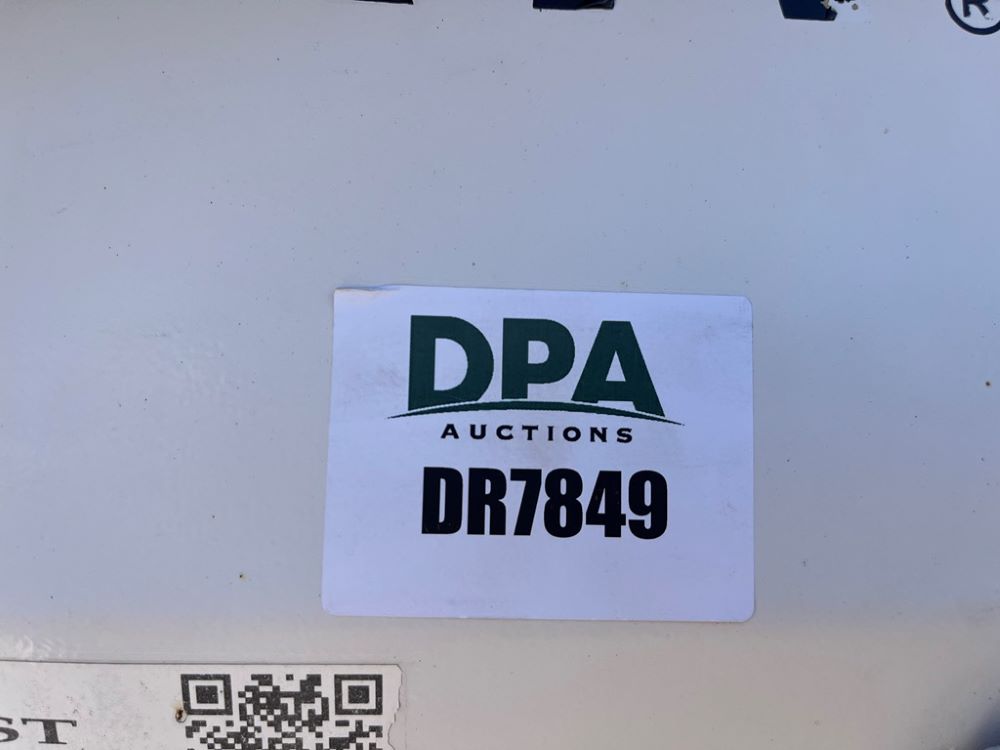 ®
DPA
AUCTIONS
DR7849
ST